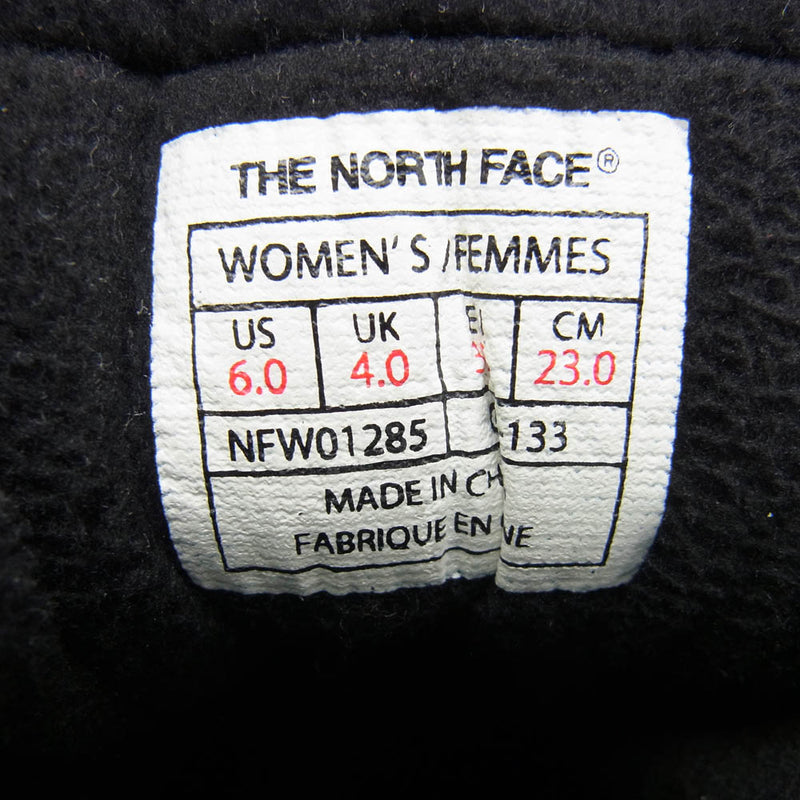 THE NORTH FACE®
WOMEN'S /FEMMES
US UK CM
6.0 4.0 23.0
NFW01285 133
MADE IN
FABRIQUE EN